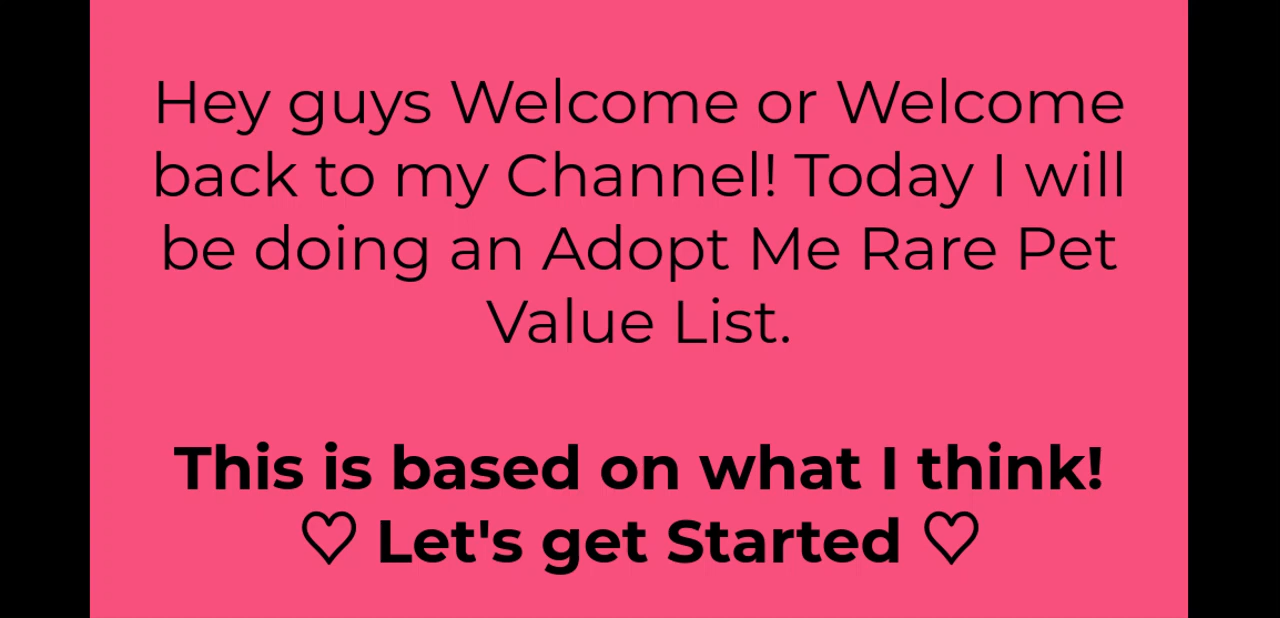 Hey guys Welcome or Welcome
back to my Channel! Today I will
be doing an Adopt Me Rare Pet
Value List.
This is based on what I think!
♡ Let's get Started ♡